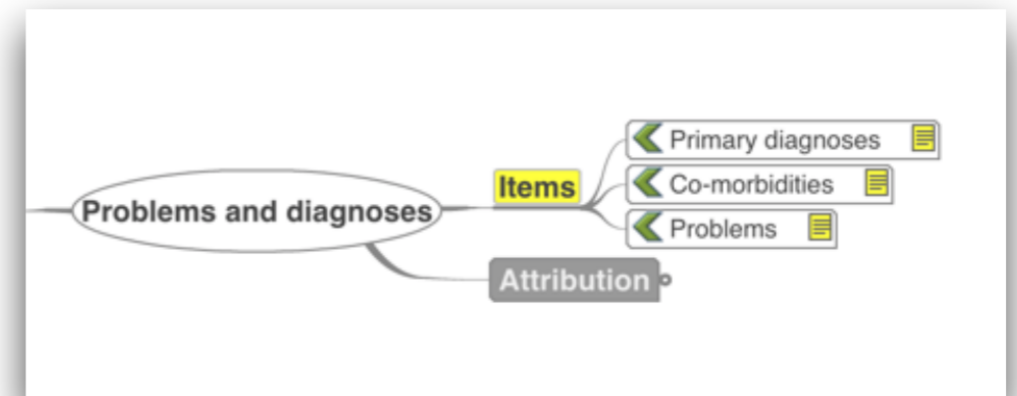 Problems and diagnoses
Items
Primary diagnoses
Co-morbidities
Problems
Attribution